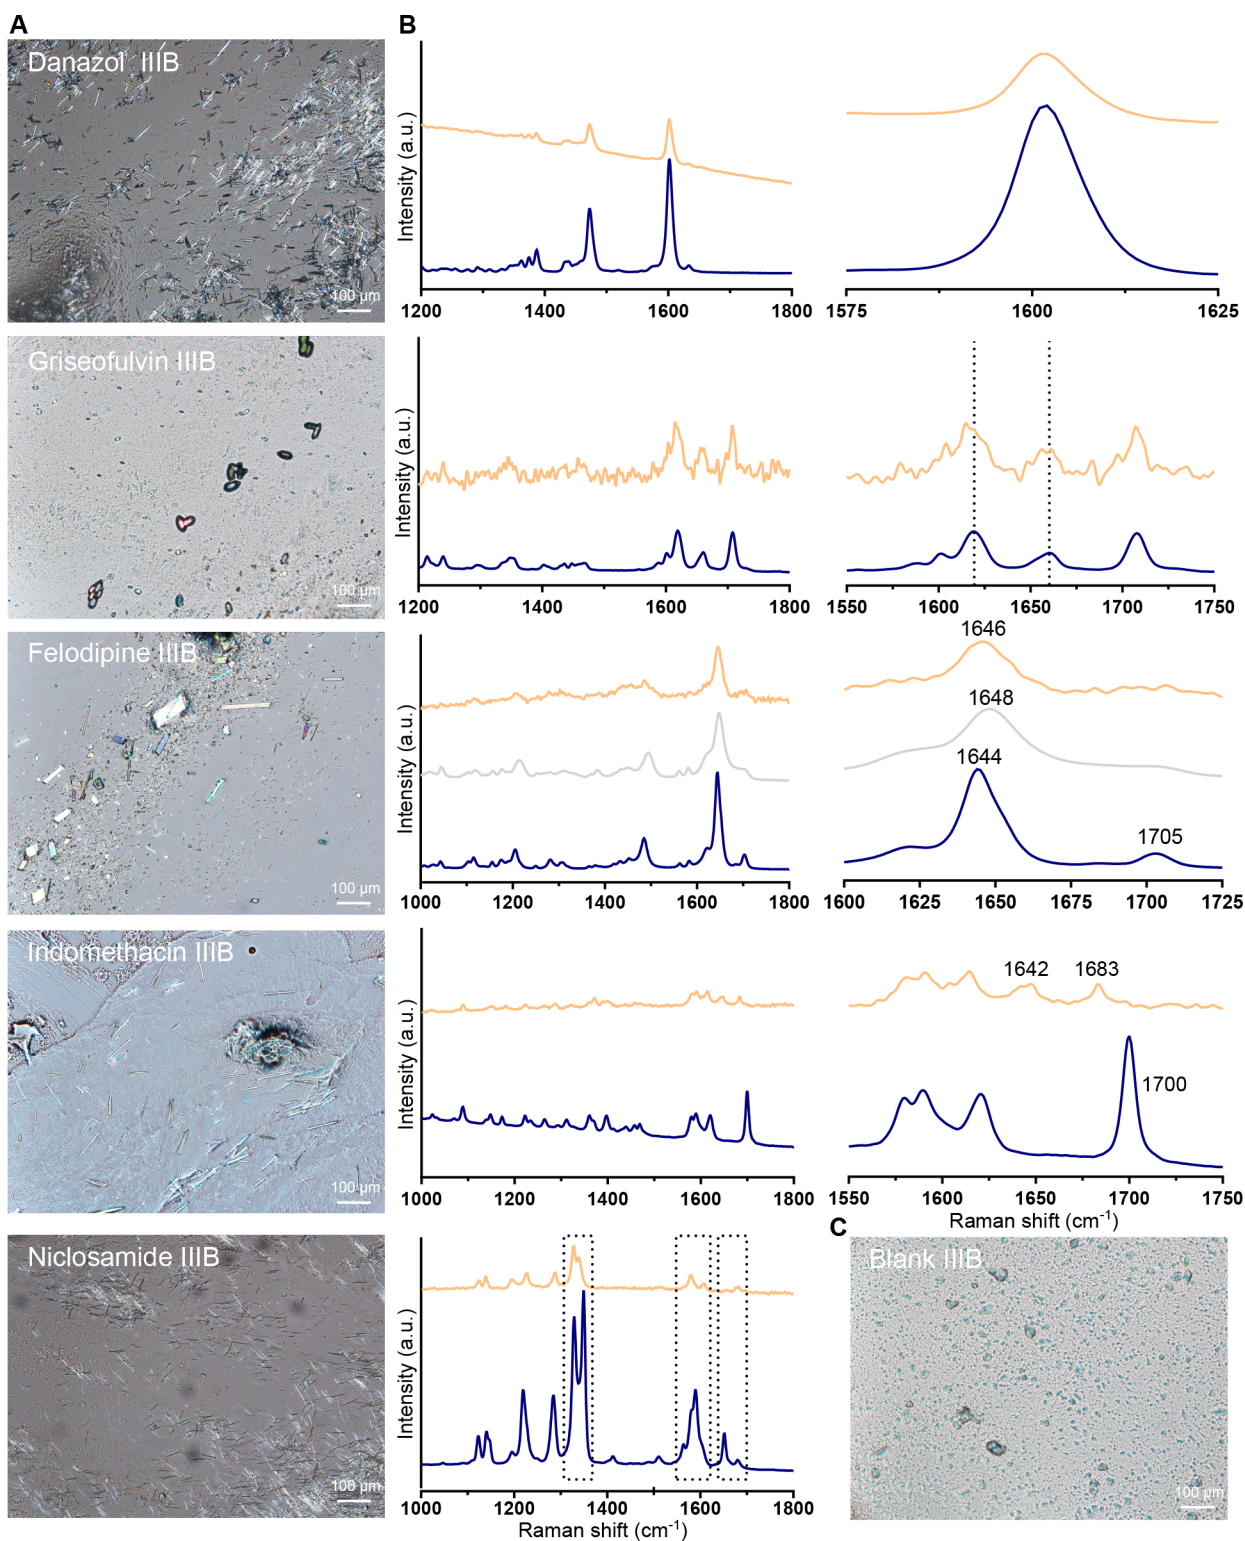 A
B
Danazol IIIB
100 µm
Intensity (a.u.)
1200
1400
1600
1800
1575
1600
1625
Griseofulvin IIIB
100 µm
Intensity (a.u.)
1200
1400
1600
1800
1550
1600
1650
1700
1750
Felodipine IIIB
100 µm
Intensity (a.u.)
1000
1200
1400
1600
1800
1646
1648
1644
1705
1600
1625
1650
1675
1700
1725
Indomethacin IIIB
100 µm
Intensity (a.u.)
1000
1200
1400
1600
1800
1642
1683
1700
1550
1600
1650
1700
1750
Raman shift (cm⁻¹)
Niclosamide IIIB
100 µm
Intensity (a.u.)
1000
1200
1400
1600
1800
Raman shift (cm⁻¹)
C
Blank IIIB
100 µm